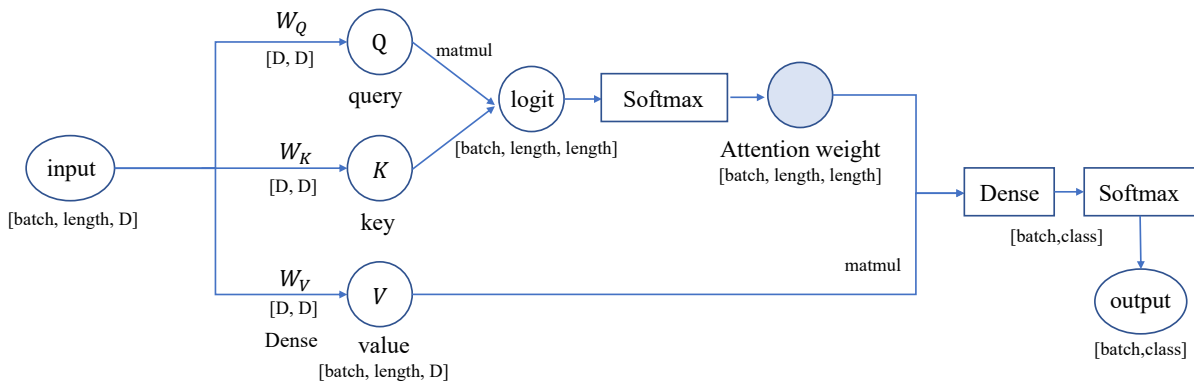 W_Q
[D, D]
Q
query
matmul
logit
[batch, length, length]
Softmax
Attention weight
[batch, length, length]
input
[batch, length, D]
W_K
[D, D]
K
key
W_V
[D, D]
Dense
V
value
[batch, length, D]
matmul
Dense
[batch,class]
Softmax
output
[batch,class]